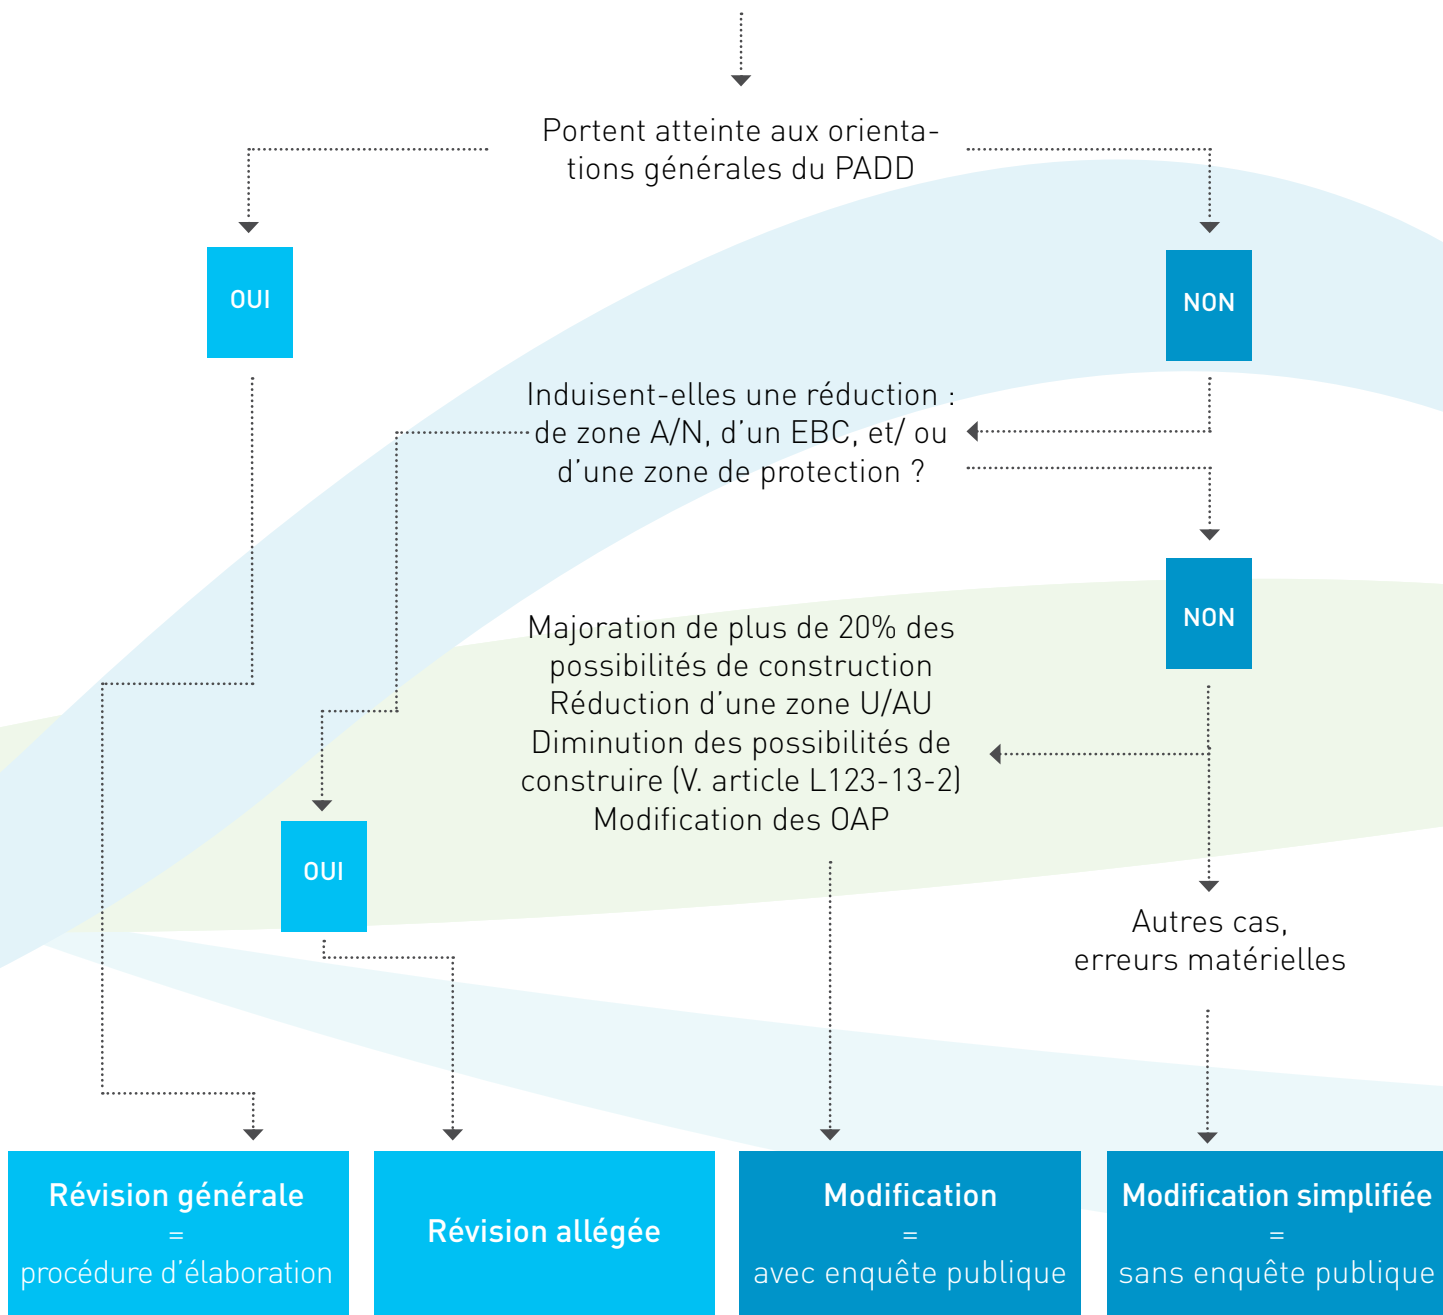 Portent atteinte aux orienta-
tions générales du PADD
OUI
NON
Induisent-elles une réduction :
de zone A/N, d'un EBC, et/ ou
d'une zone de protection ?
NON
Majoration de plus de 20% des
possibilités de construction
Réduction d'une zone U/AU
Diminution des possibilités de
construire (V. article L123-13-2)
Modification des OAP
OUI
Autres cas,
erreurs matérielles
Révision générale
=
procédure d'élaboration
Révision allégée
Modification
=
avec enquête publique
Modification simplifiée
=
sans enquête publique